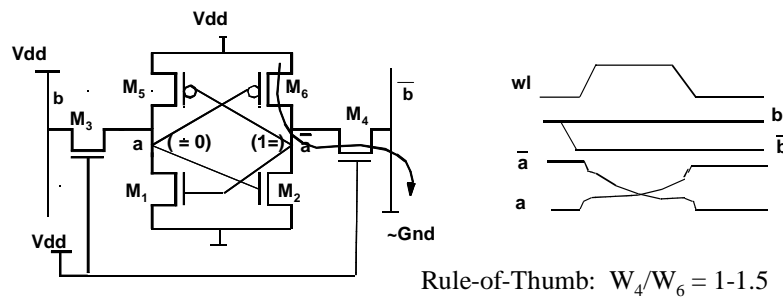 Vdd
Vdd
b
M5
M6
b
M3
M4
a
(=0)
(1=)
a
M1
M2
Vdd
~Gnd
wl
b
b
a
a
Rule-of-Thumb: W4/W6 = 1-1.5